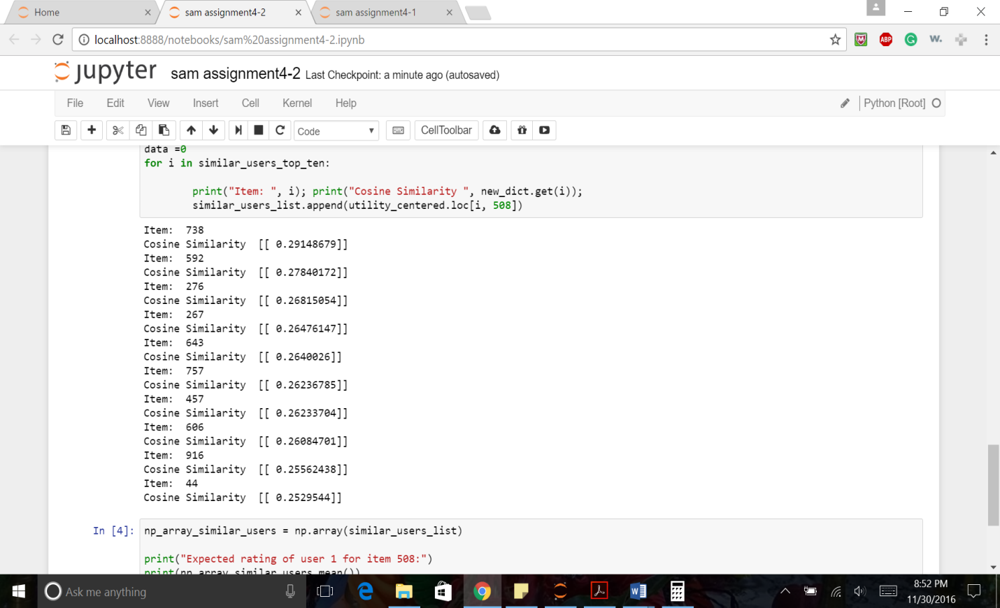 Home
sam assignment4-2
sam assignment4-1
localhost:8888/notebooks/sam%20assignment4-2.ipynb
ABP
G
w.
jupyter sam assignment4-2 Last Checkpoint: a minute ago (autosaved)
File Edit View Insert Cell Kernel Help Python [Root]
Code CellToolbar
data =0
for i in similar_users_top_ten:
print("Item: ", i); print("Cosine Similarity ", new_dict.get(i));
similar_users_list.append(utility_centered.loc[i, 508])
Item: 738
Cosine Similarity [[ 0.29148679]]
Item: 592
Cosine Similarity [[ 0.27840172]]
Item: 276
Cosine Similarity [[ 0.26815054]]
Item: 267
Cosine Similarity [[ 0.26476147]]
Item: 643
Cosine Similarity [[ 0.2640026]]
Item: 757
Cosine Similarity [[ 0.26236785]]
Item: 457
Cosine Similarity [[ 0.26233704]]
Item: 606
Cosine Similarity [[ 0.26084701]]
Item: 916
Cosine Similarity [[ 0.25562438]]
Item: 44
Cosine Similarity [[ 0.2529544]]
In [4]: np_array_similar_users = np.array(similar_users_list)
print("Expected rating of user 1 for item 508:")
print(np_array_similar_users.mean())
Ask me anything
8:52 PM
11/30/2016